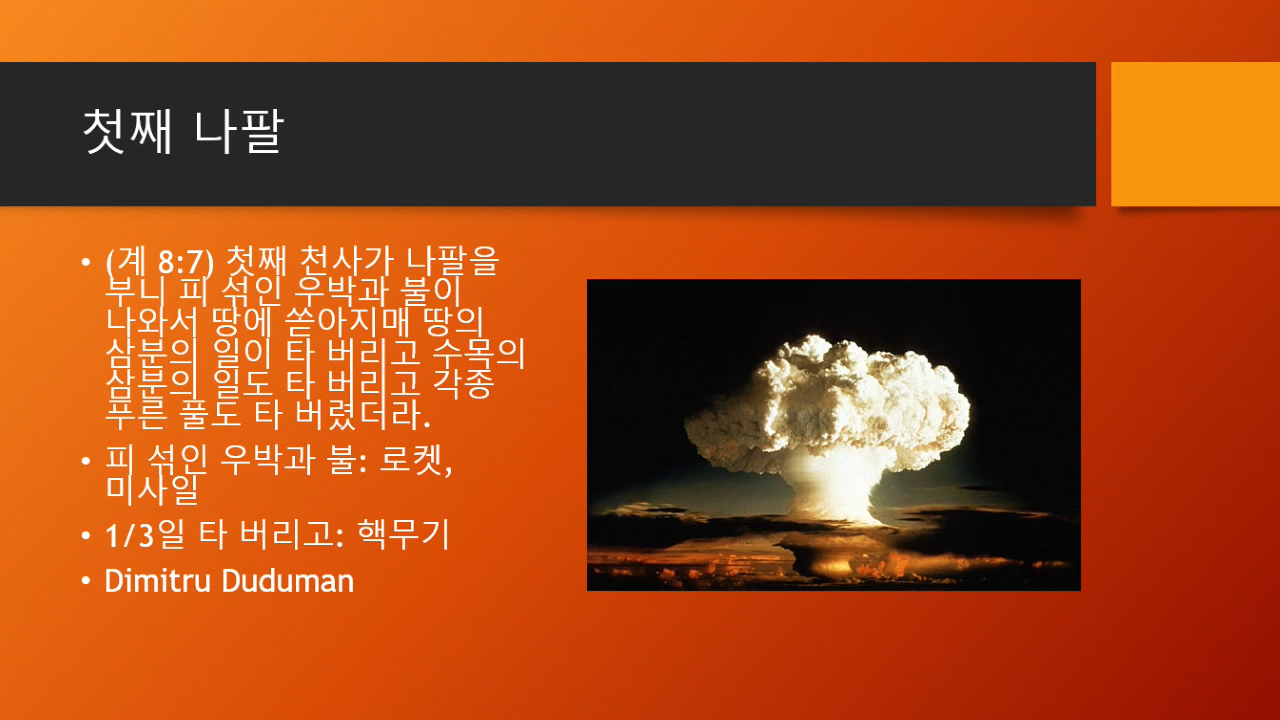 첫째 나팔
• (계 8:7) 첫째 천사가 나팔을
부니 피 섞인 우박과 불이
나와서 땅에 쏟아지매 땅의
삼분의 일이 타 버리고 수목의
삼분의 일도 타 버리고 각종
푸른 풀도 타 버렸더라.
• 피 섞인 우박과 불: 로켓,
미사일
• 1/3일 타 버리고: 핵무기
• Dimitru Duduman